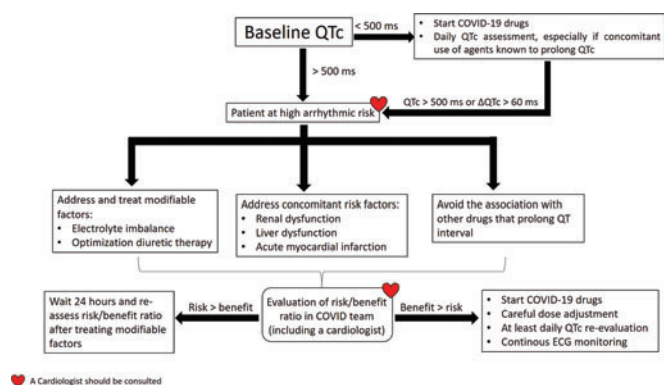 Baseline QTc
< 500 ms
• Start COVID-19 drugs
• Daily QTc assessment, especially if concomitant
use of agents known to prolong QTc
> 500 ms
QTc > 500 ms or ΔQTc > 60 ms
Patient at high arrhythmic risk
Address and treat modifiable
factors:
• Electrolyte imbalance
• Optimization diuretic therapy
Address concomitant risk factors:
• Renal dysfunction
• Liver dysfunction
• Acute myocardial infarction
Avoid the association with
other drugs that prolong QT
interval
Wait 24 hours and re-
assess risk/benefit ratio
after treating modifiable
factors
Risk > benefit
Evaluation of risk/benefit
ratio in COVID team
(including a cardiologist)
Benefit > risk
• Start COVID-19 drugs
• Careful dose adjustment
• At least daily QTc re-evaluation
• Continous ECG monitoring
A Cardiologist should be consulted